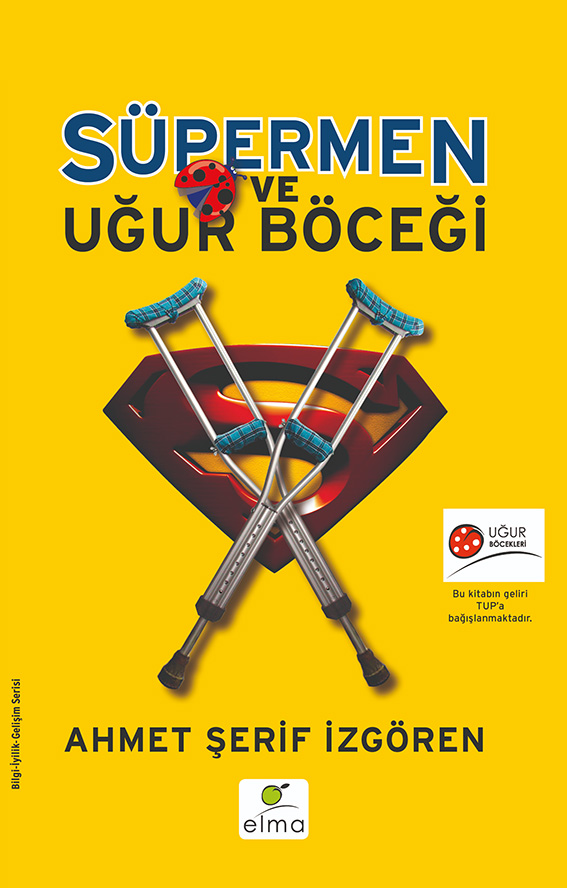 SÜPERMEN
VE
UĞUR BÖCEĞİ
UĞUR
BÖCEKLERİ
Bu kitabın geliri
TUP'a
bağışlanmaktadır.
Bilgi-İyilik-Gelişim Serisi
AHMET ŞERİF İZGÖREN
elma